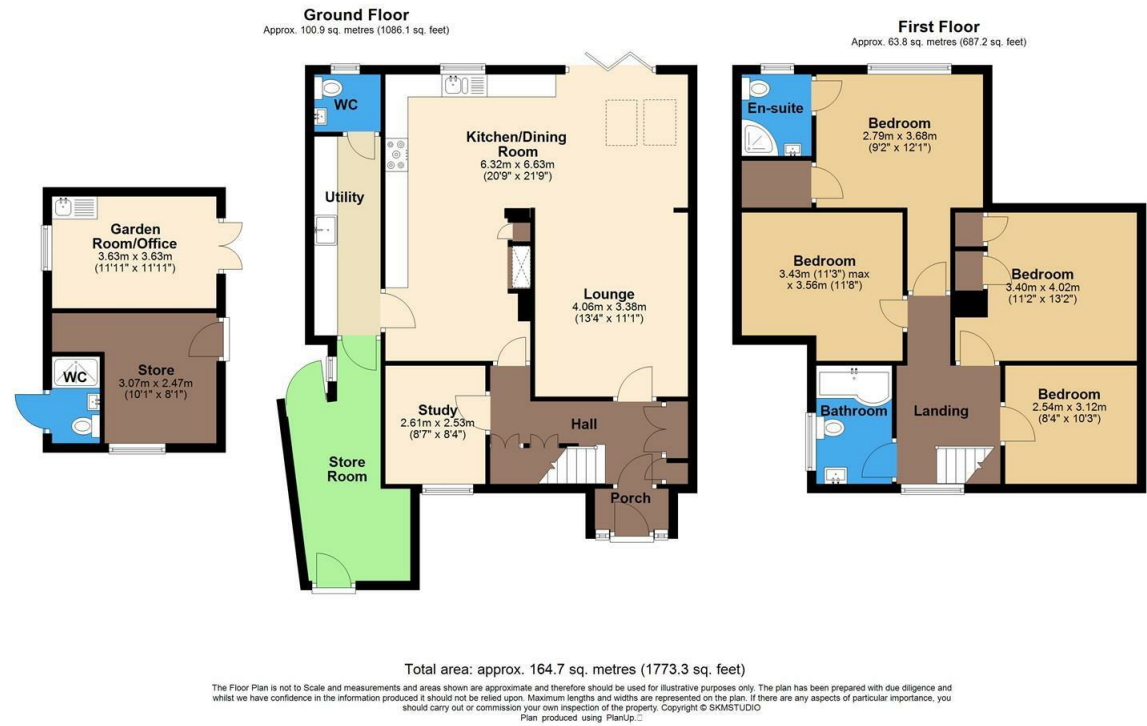 Ground Floor
Approx. 100.9 sq. metres (1086.1 sq. feet)
First Floor
Approx. 63.8 sq. metres (687.2 sq. feet)
Garden
Room/Office
3.63m x 3.63m
(11'11" x 11'11")
Store
3.07m x 2.47m
(10'1" x 8'1")
WC
WC
Utility
Kitchen/Dining
Room
6.32m x 6.63m
(20'9" x 21'9")
Lounge
4.06m x 3.38m
(13'4" x 11'1")
Study
2.61m x 2.53m
(8'7" x 8'4")
Hall
Store
Room
Porch
En-suite
Bedroom
2.79m x 3.68m
(9'2" x 12'1")
Bedroom
3.43m (11'3") max
x 3.56m (11'8")
Bedroom
3.40m x 4.02m
(11'2" x 13'2")
Bathroom
Landing
Bedroom
2.54m x 3.12m
(8'4" x 10'3")
Total area: approx. 164.7 sq. metres (1773.3 sq. feet)
The Floor Plan is not to Scale and measurements and areas shown are approximate and therefore should be used for illustrative purposes only. The plan has been prepared with due diligence and
whilst we have confidence in the information produced it should not be relied upon. Maximum lengths and widths are represented on the plan. If there are any aspects of particular importance, you
should carry out or commission your own inspection of the property. Copyright © SKMSTUDIO
Plan produced using PlanUp.